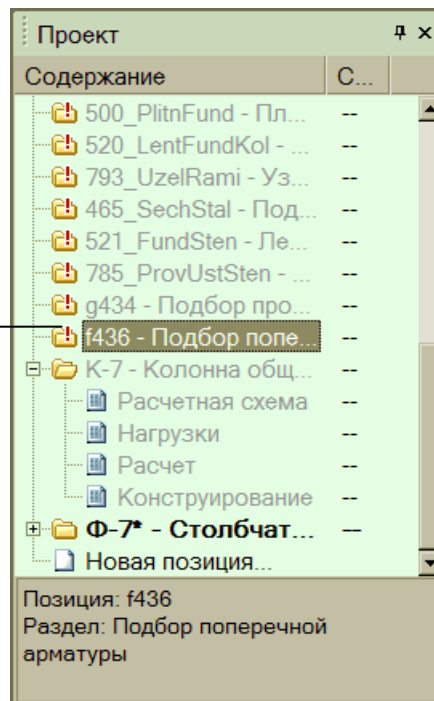 Проект
Содержание С...
500_PlitnFund - Пл... --
520_LentFundKol - ... --
793_UzelRami - Уз... --
465_SechStal - Под... --
521_FundSten - Ле... --
785_ProvUstSten - ... --
g434 - Подбор про... --
f436 - Подбор попе... --
К-7 - Колонна общ... --
Расчетная схема --
Нагрузки --
Расчет --
Конструирование --
Ф-7* - Столбчат... --
Новая позиция...
Позиция: f436
Раздел: Подбор поперечной
арматуры